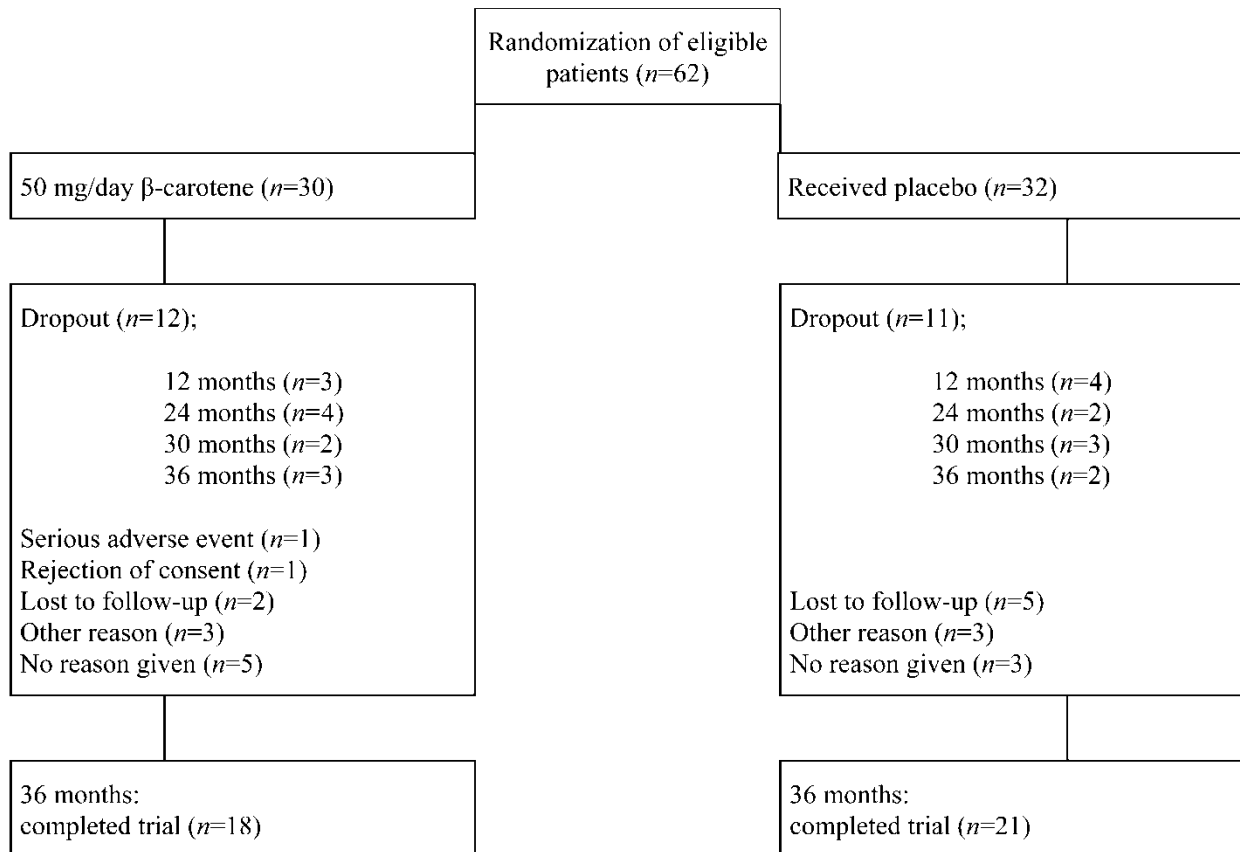 Randomization of eligible
patients (n=62)
50 mg/day β-carotene (n=30)
Received placebo (n=32)
Dropout (n=12);
12 months (n=3)
24 months (n=4)
30 months (n=2)
36 months (n=3)
Serious adverse event (n=1)
Rejection of consent (n=1)
Lost to follow-up (n=2)
Other reason (n=3)
No reason given (n=5)
Dropout (n=11);
12 months (n=4)
24 months (n=2)
30 months (n=3)
36 months (n=2)
Lost to follow-up (n=5)
Other reason (n=3)
No reason given (n=3)
36 months:
completed trial (n=18)
36 months:
completed trial (n=21)